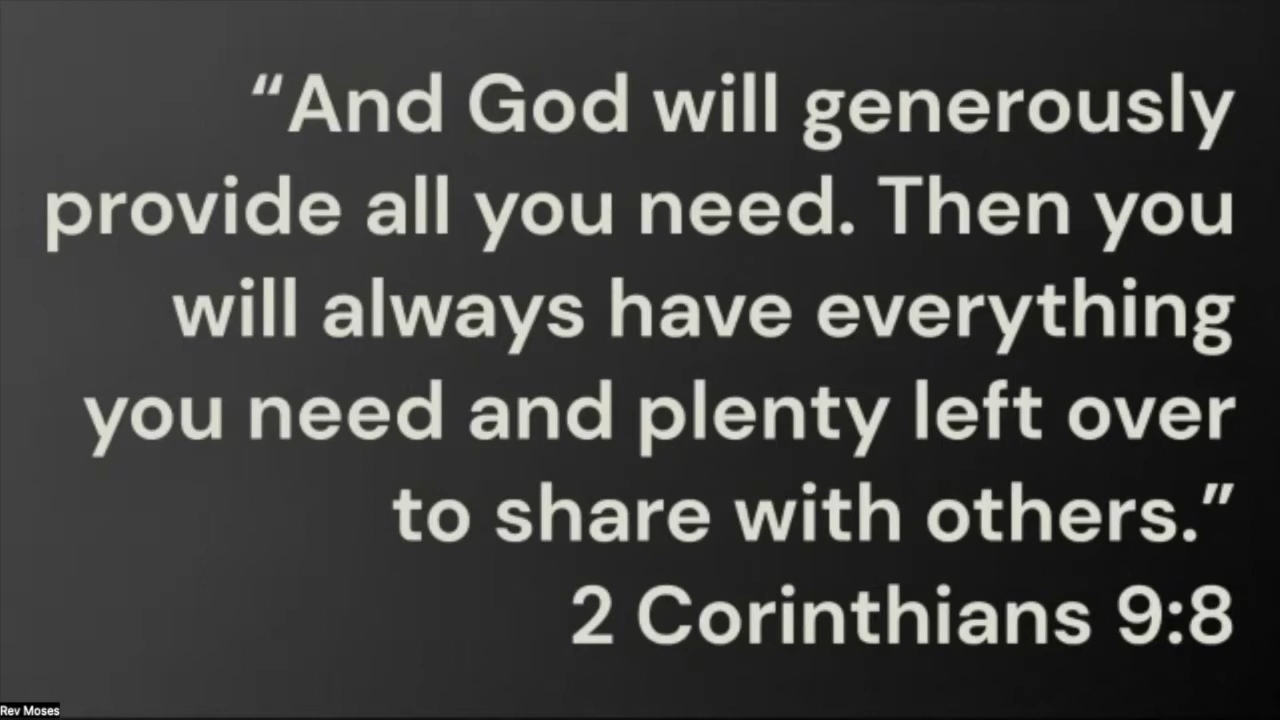 “And God will generously
provide all you need. Then you
will always have everything
you need and plenty left over
to share with others.”
2 Corinthians 9:8
Rev Moses